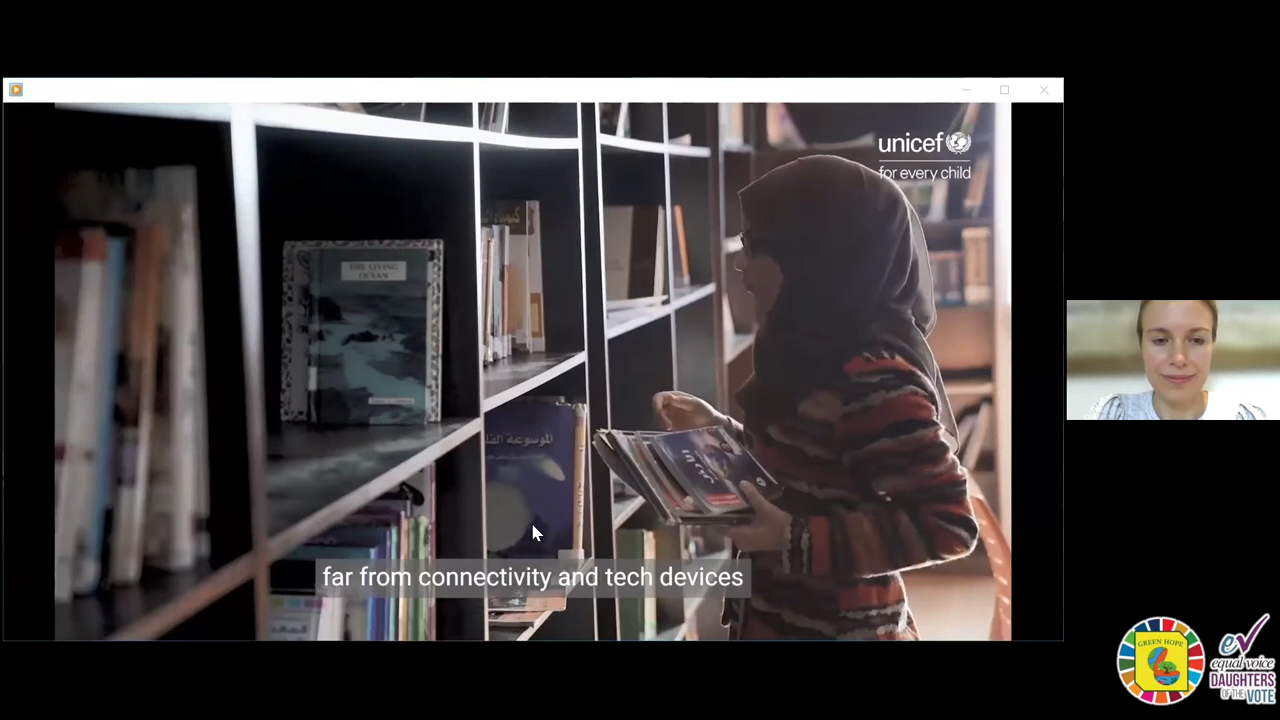 unicef
for every child
THE LIVING
OCEAN
كيمياء
الموسوعة
far from connectivity and tech devices
GREEN HOPE
equal voice
DAUGHTERS
OF THE VOTE